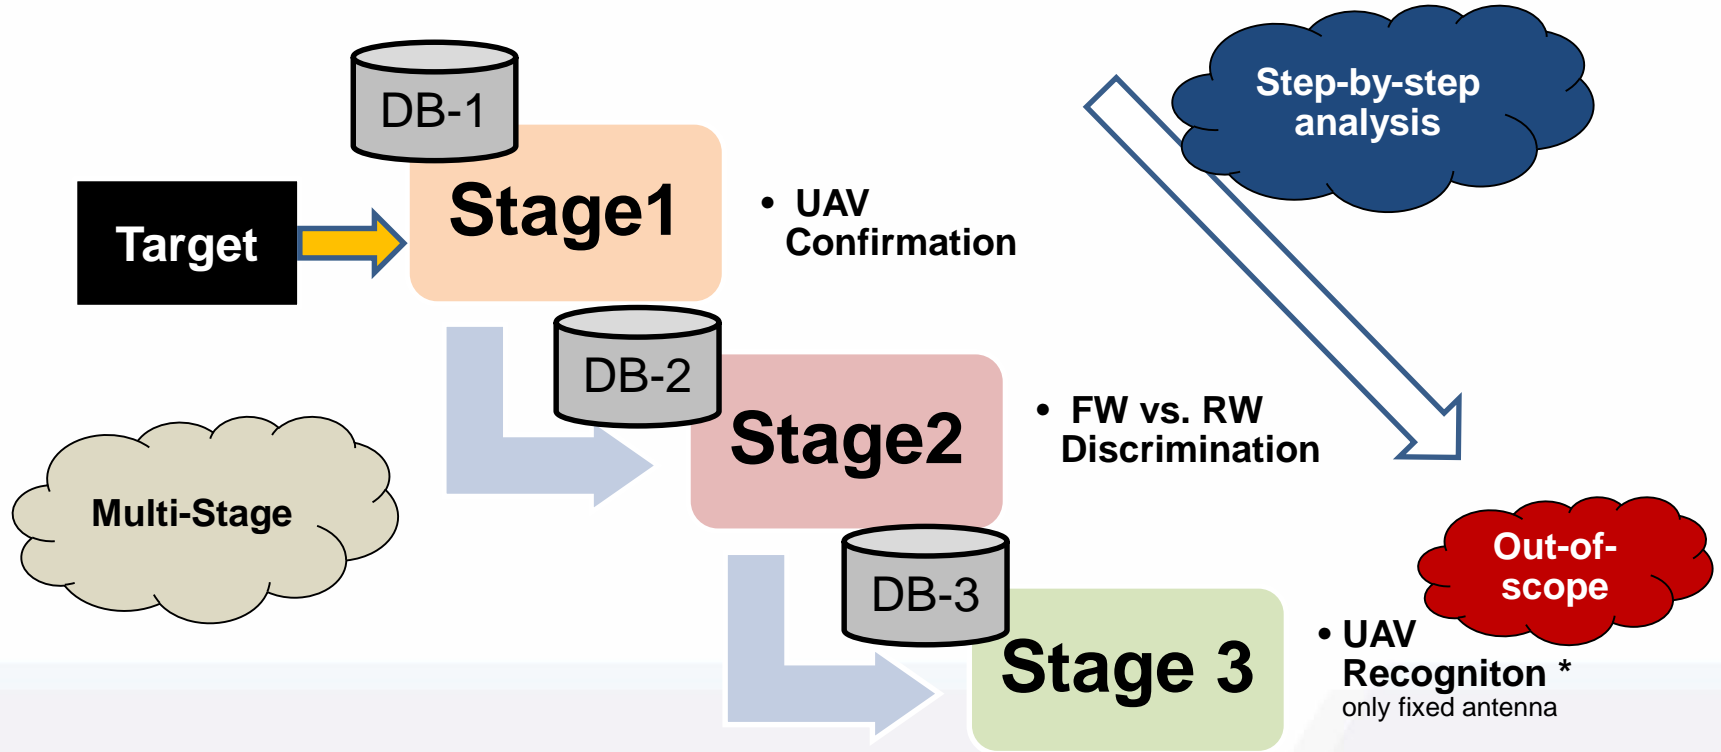 DB-1
Stage1
Target
• UAV
Confirmation
Step-by-step
analysis
DB-2
Stage2
• FW vs. RW
Discrimination
Multi-Stage
DB-3
Stage 3
Out-of-
scope
• UAV
Recogniton *
only fixed antenna